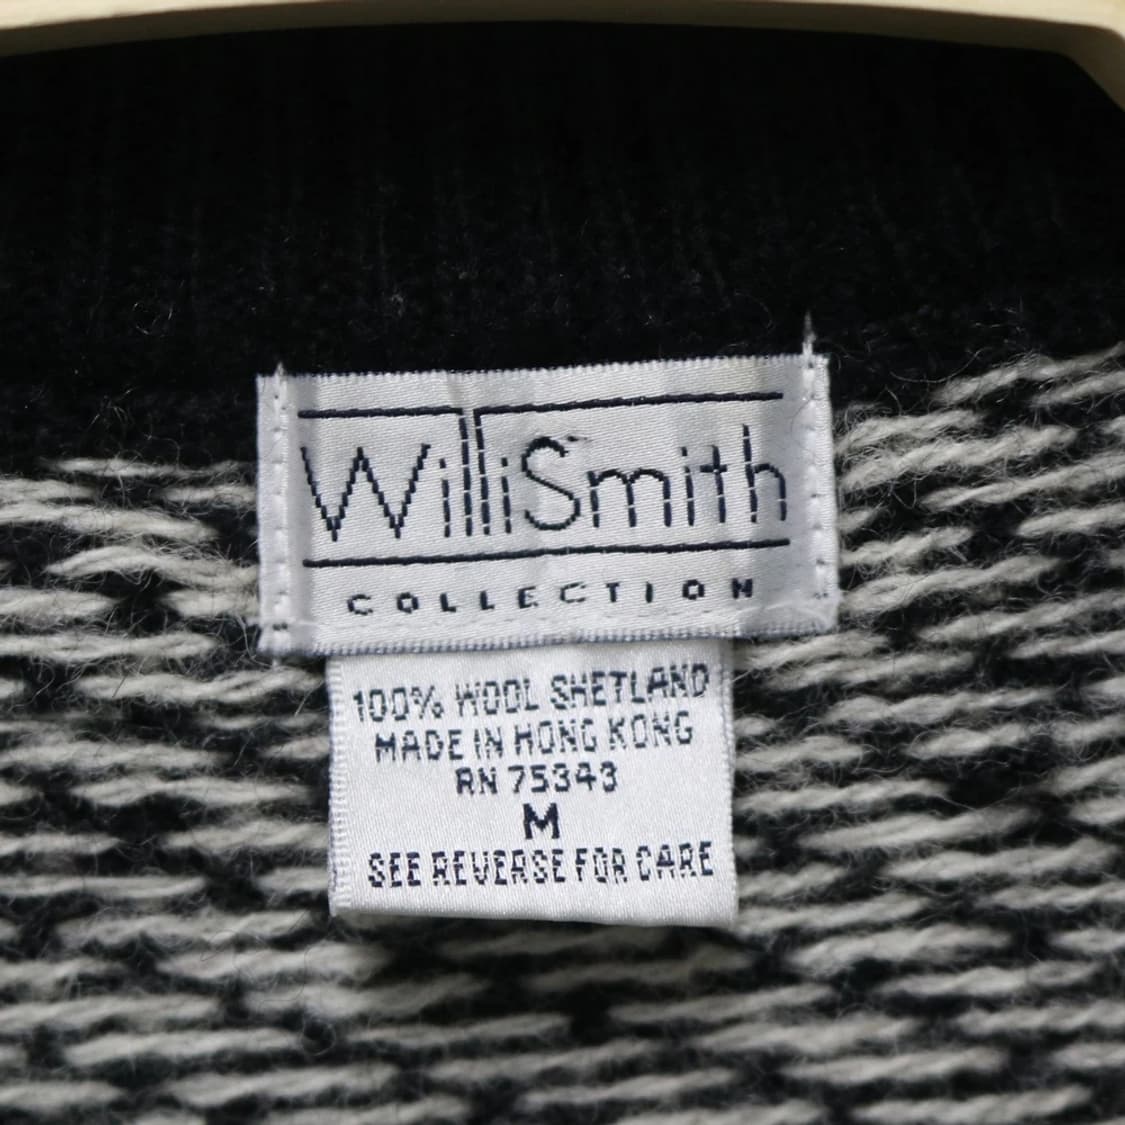 WilliSmith
COLLECTION
100% WOOL SHETLAND
MADE IN HONG KONG
RN 75343
M
SEE REVERSE FOR CARE